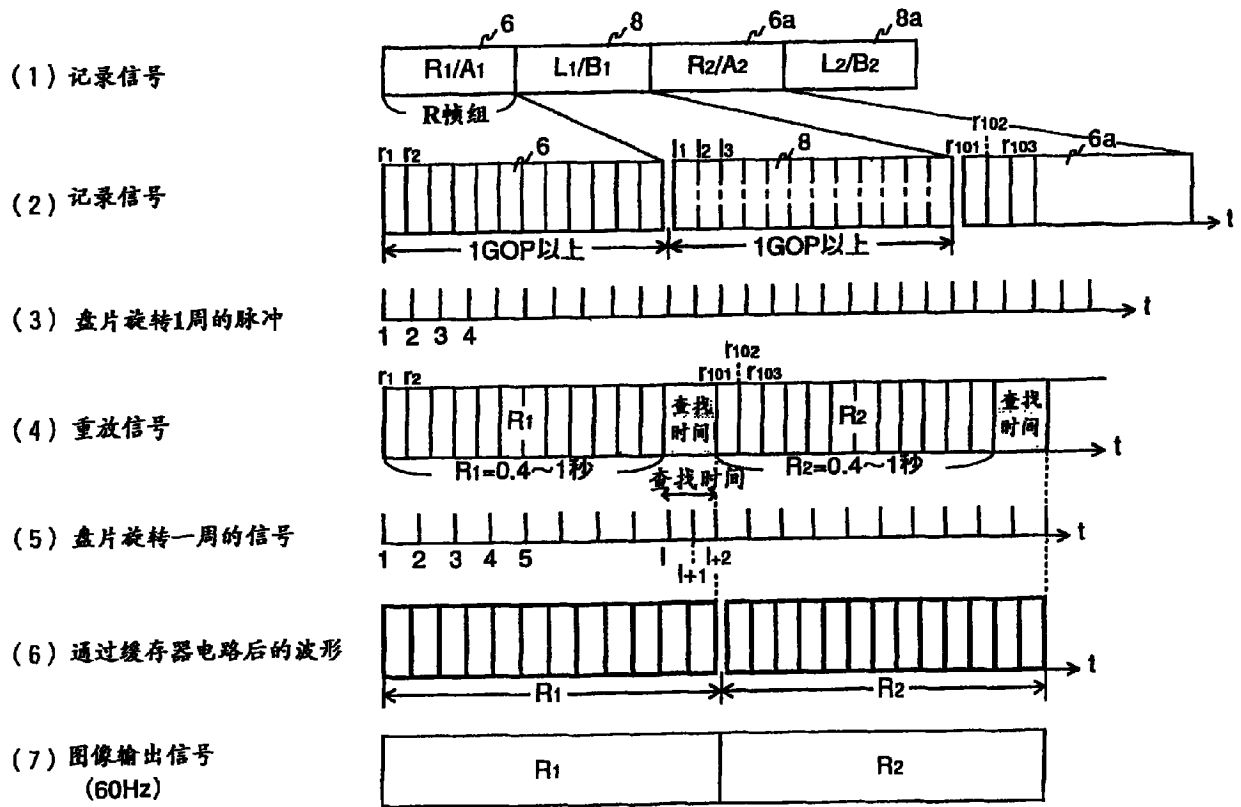 6 8 6a 8a
(1) 记录信号 R1/A1 L1/B1 R2/A2 L2/B2
R帧组
r102
r1 r2 6 l1 l2 l3 8 r101 r103 6a
(2) 记录信号 t
1GOP以上 1GOP以上
(3) 盘片旋转1周的脉冲 t
1 2 3 4
r102
r1 r2 r101 r103
(4) 重放信号 R1 查找时间 R2 查找时间 t
R1=0.4~1秒 R2=0.4~1秒
查找时间
(5) 盘片旋转一周的信号 t
1 2 3 4 5 l l+1 l+2
(6) 通过缓存器电路后的波形 t
R1 R2
(7) 图像输出信号 R1 R2
(60Hz)